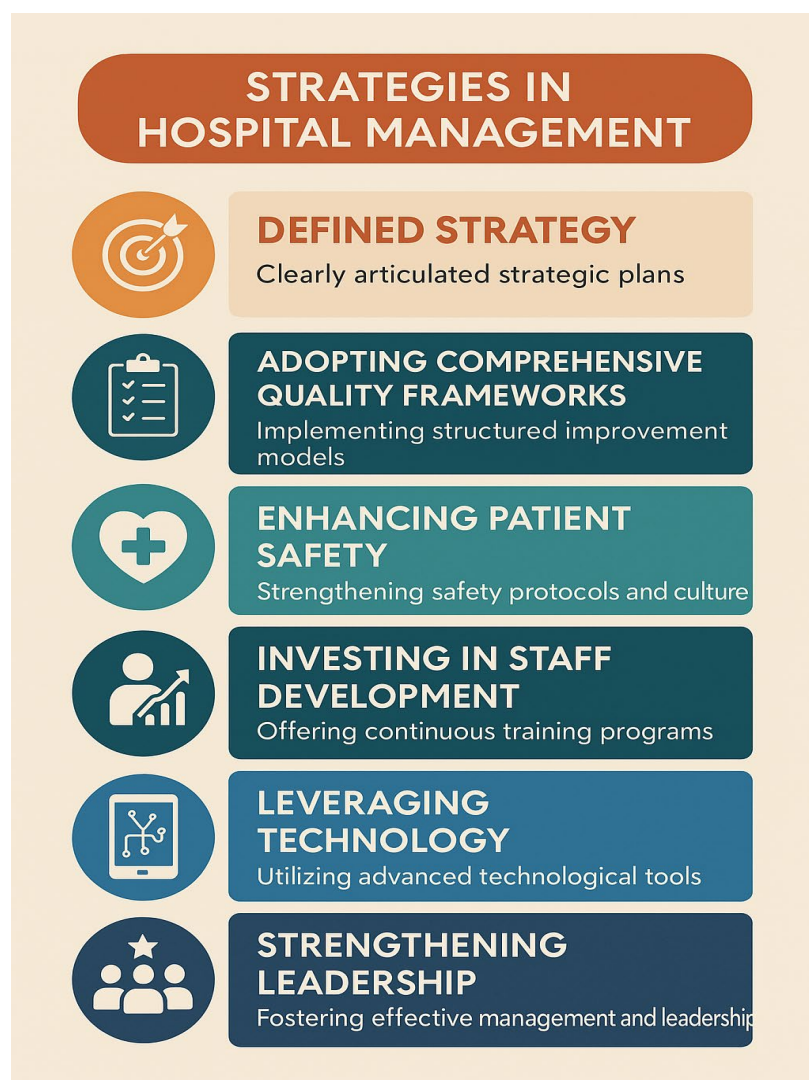 STRATEGIES IN
HOSPITAL MANAGEMENT
DEFINED STRATEGY
Clearly articulated strategic plans
ADOPTING COMPREHENSIVE
QUALITY FRAMEWORKS
Implementing structured improvement
models
ENHANCING PATIENT
SAFETY
Strengthening safety protocols and culture
INVESTING IN STAFF
DEVELOPMENT
Offering continuous training programs
LEVERAGING
TECHNOLOGY
Utilizing advanced technological tools
STRENGTHENING
LEADERSHIP
Fostering effective management and leadership